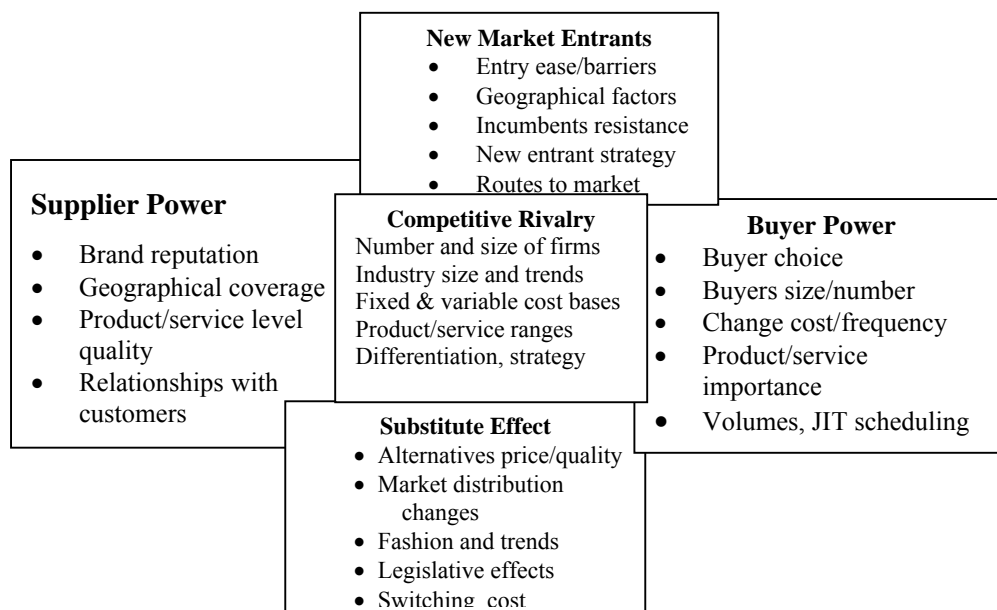 New Market Entrants
• Entry ease/barriers
• Geographical factors
• Incumbents resistance
• New entrant strategy
• Routes to market
Supplier Power
• Brand reputation
• Geographical coverage
• Product/service level
quality
• Relationships with
customers
Competitive Rivalry
Number and size of firms
Industry size and trends
Fixed & variable cost bases
Product/service ranges
Differentiation, strategy
Buyer Power
• Buyer choice
• Buyers size/number
• Change cost/frequency
• Product/service
importance
• Volumes, JIT scheduling
Substitute Effect
• Alternatives price/quality
• Market distribution
changes
• Fashion and trends
• Legislative effects
• Switching cost